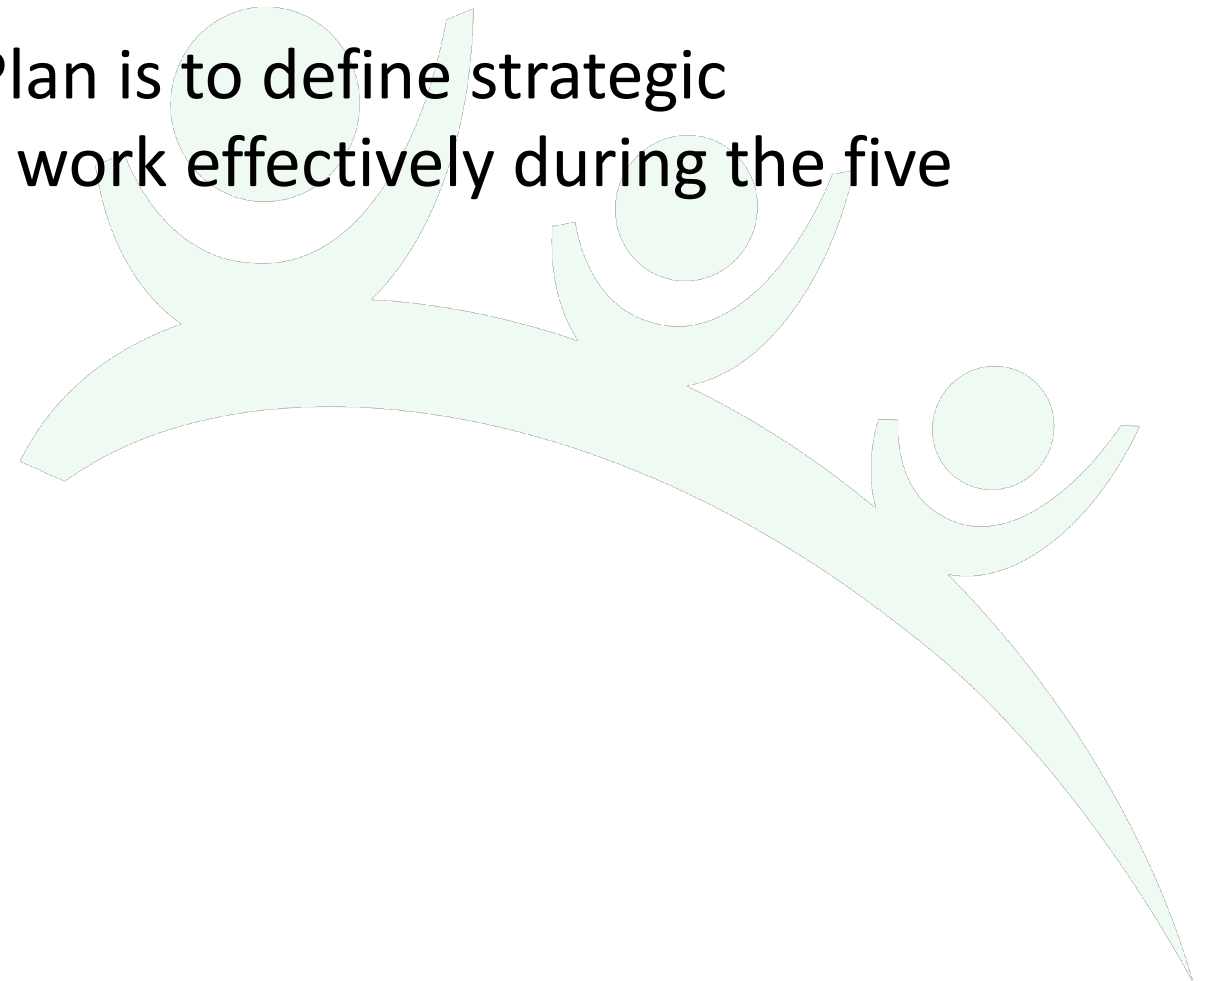 Plan is to define strategic
work effectively during the five